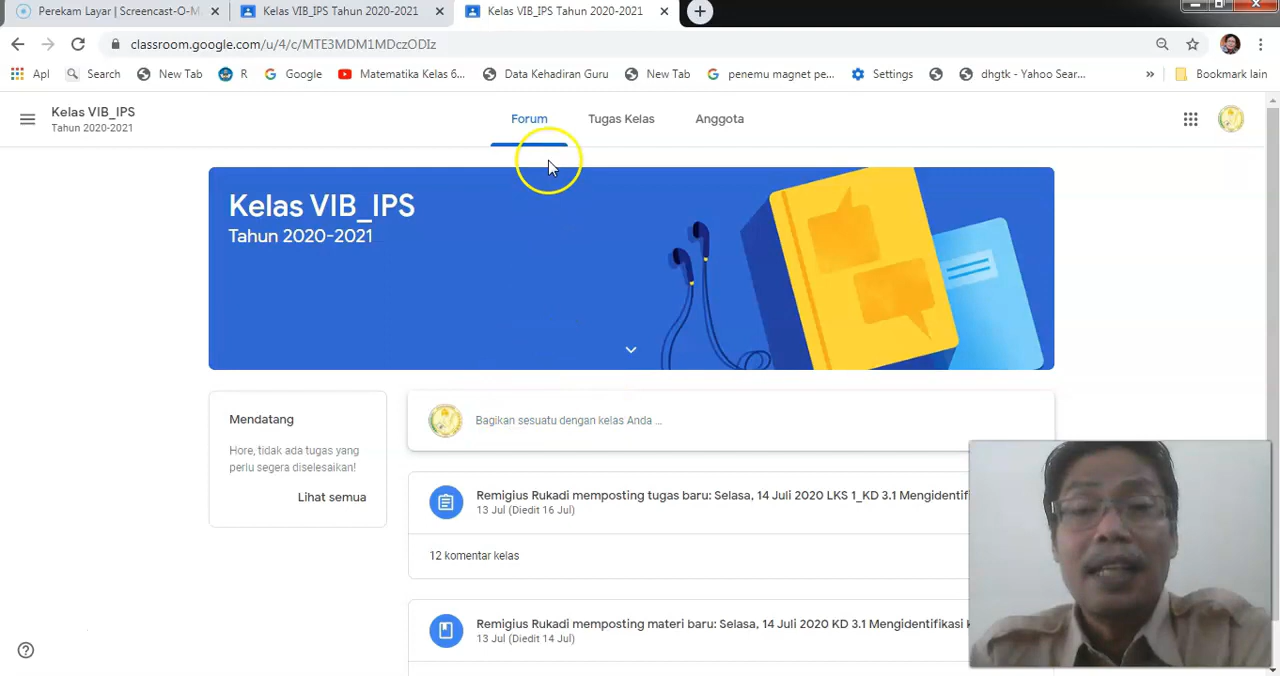 Perekam Layar | Screencast-O-M
Kelas VIB_IPS Tahun 2020-2021
Kelas VIB_IPS Tahun 2020-2021
classroom.google.com/u/4/c/MTE3MDM1MDczODIz
Apl
Search
New Tab
R
Google
Matematika Kelas 6...
Data Kehadiran Guru
New Tab
penemu magnet pe...
Settings
dhgtk - Yahoo Sear...
»
Bookmark lain
Kelas VIB_IPS
Tahun 2020-2021
Forum
Tugas Kelas
Anggota
Kelas VIB_IPS
Tahun 2020-2021
Mendatang
Hore, tidak ada tugas yang
perlu segera diselesaikan!
Lihat semua
Bagikan sesuatu dengan kelas Anda ...
Remigius Rukadi memposting tugas baru: Selasa, 14 Juli 2020 LKS 1_KD 3.1 Mengidentif
13 Jul (Diedit 16 Jul)
12 komentar kelas
Remigius Rukadi memposting materi baru: Selasa, 14 Juli 2020 KD 3.1 Mengidentifikasi k
13 Jul (Diedit 14 Jul)